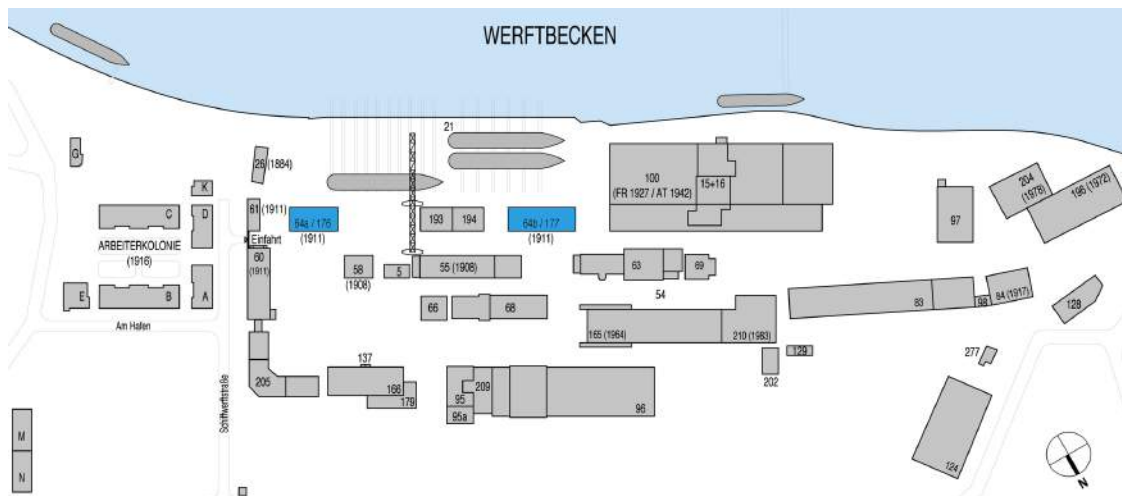 WERFTBECKEN
21
G
26 (1884)
K
61 (1911)
64a / 176
(1911)
193
194
64b / 177
(1911)
100
(FR 1927 / AT 1942)
15+16
97
204
(1978)
196 (1972)
C
D
ARBEITERKOLONIE
(1916)
Einfahrt
60
(1911)
58
(1908)
5
55 (1908)
63
69
54
E
B
A
Am Hafen
66
68
165 (1964)
210 (1983)
83
98
84 (1917)
128
129
202
277
Schiffwerftstraße
205
137
166
179
95
95a
209
96
124
M
N
N